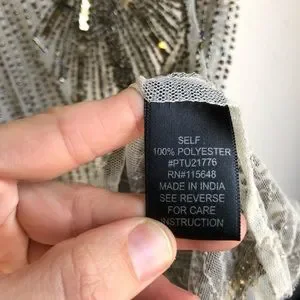 SELF
100% POLYESTER
#PTU21776
RN#115648
MADE IN INDIA
SEE REVERSE
FOR CARE
INSTRUCTION